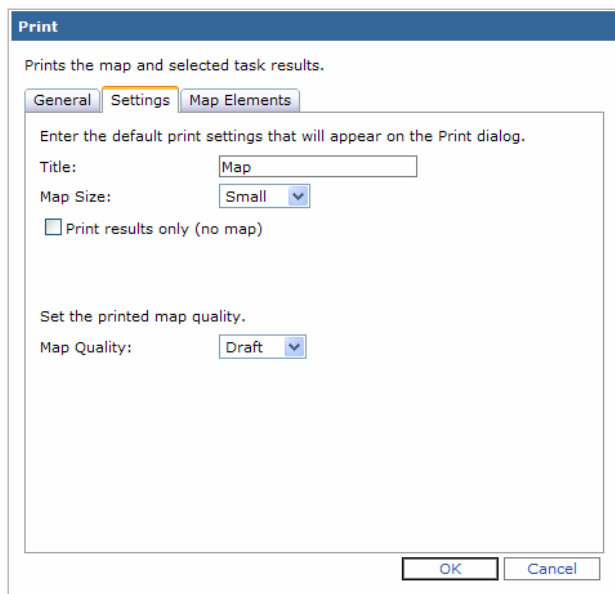 Print
Prints the map and selected task results.
General Settings Map Elements
Enter the default print settings that will appear on the Print dialog.
Title: Map
Map Size: Small
Print results only (no map)
Set the printed map quality.
Map Quality: Draft
OK Cancel